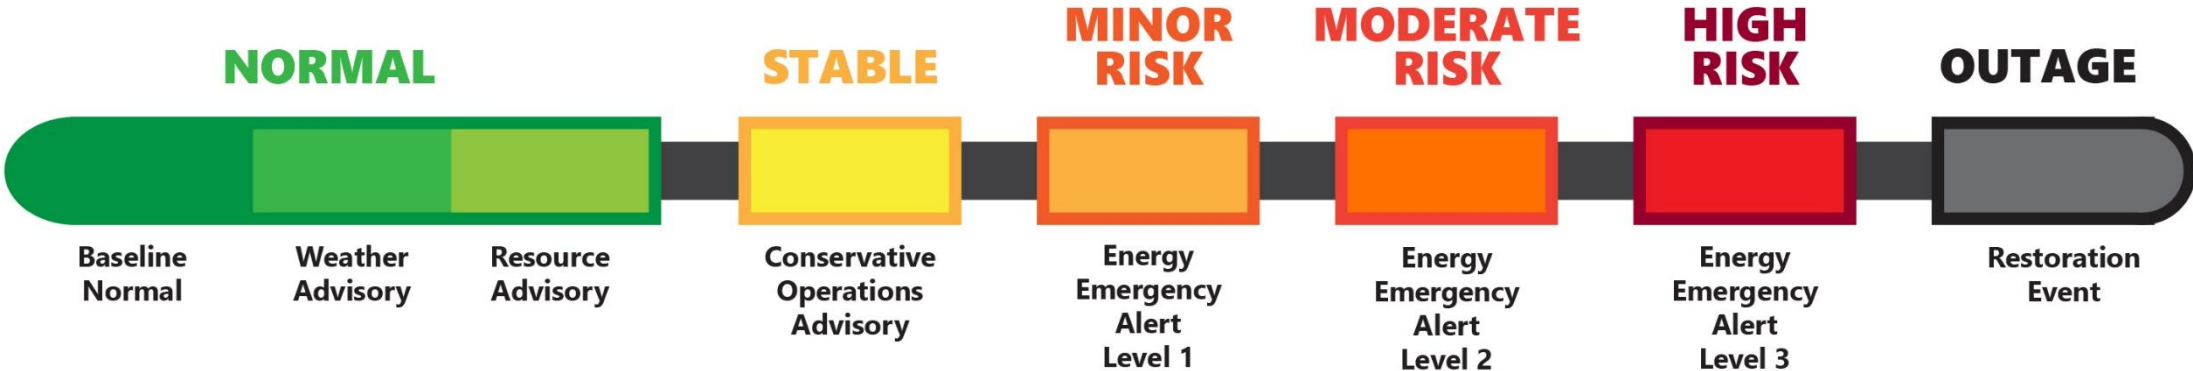 NORMAL
STABLE
MINOR
RISK
MODERATE
RISK
HIGH
RISK
OUTAGE
Baseline
Normal
Weather
Advisory
Resource
Advisory
Conservative
Operations
Advisory
Energy
Emergency
Alert
Level 1
Energy
Emergency
Alert
Level 2
Energy
Emergency
Alert
Level 3
Restoration
Event